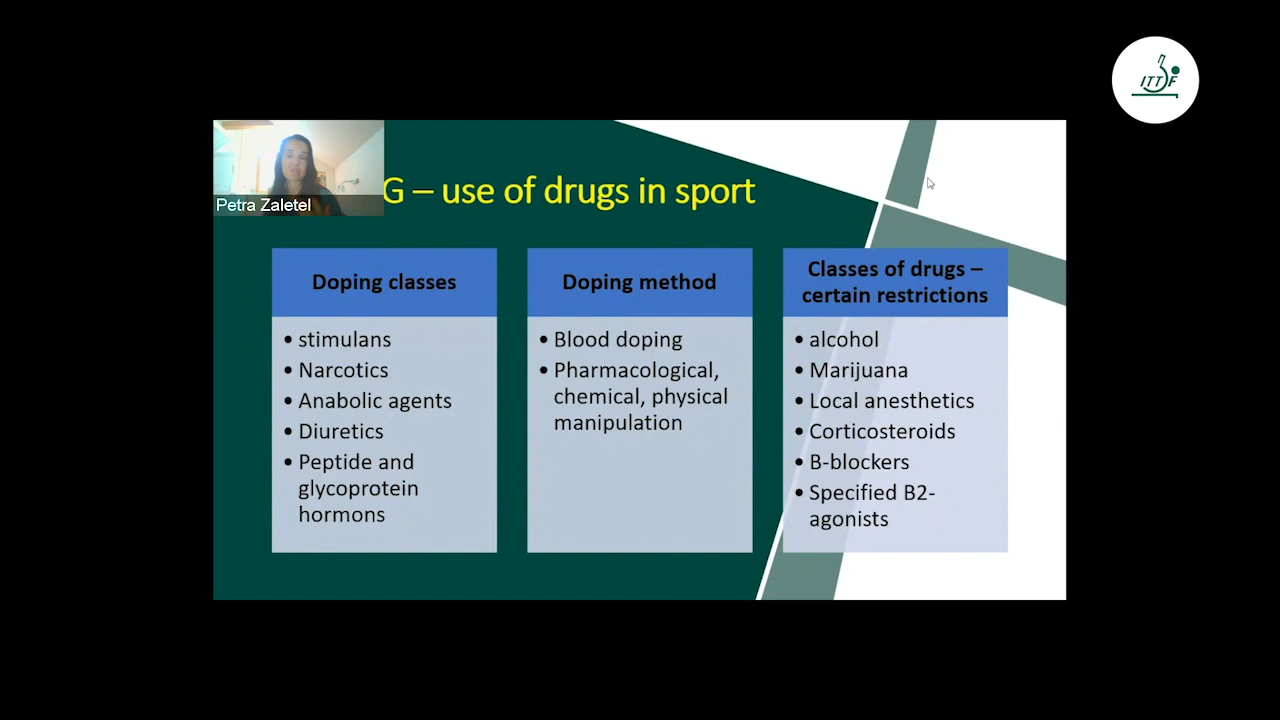 ITTF
G – use of drugs in sport
Petra Zaletel
Doping classes
• stimulans
• Narcotics
• Anabolic agents
• Diuretics
• Peptide and
glycoprotein
hormons
Doping method
• Blood doping
• Pharmacological,
chemical, physical
manipulation
Classes of drugs –
certain restrictions
• alcohol
• Marijuana
• Local anesthetics
• Corticosteroids
• B-blockers
• Specified B2-
agonists